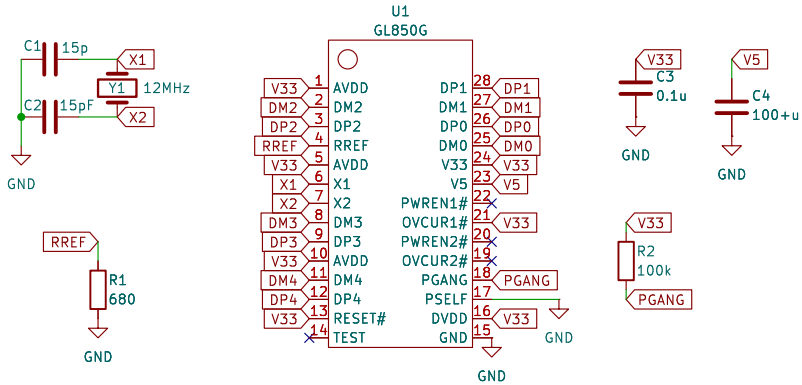 U1
GL850G
C1
15p
X1
Y1
12MHz
C2
15pF
X2
GND
RREF
R1
680
GND
V33 1 AVDD DP1 28 DP1
DM2 2 DM2 DM1 27 DM1
DP2 3 DP2 DP0 26 DP0
RREF 4 RREF DM0 25 DM0
V33 5 AVDD V33 24 V33
X1 6 X1 V5 23 V5
X2 7 X2 PWREN1# 22
DM3 8 DM3 OVCUR1# 21 V33
DP3 9 DP3 PWREN2# 20
V33 10 AVDD OVCUR2# 19
DM4 11 DM4 PGANG 18 PGANG
DP4 12 DP4 PSELF 17
V33 13 RESET# DVDD 16 V33
14 TEST GND 15
GND
GND
V33
C3
0.1u
GND
V5
C4
100+u
GND
V33
R2
100k
PGANG